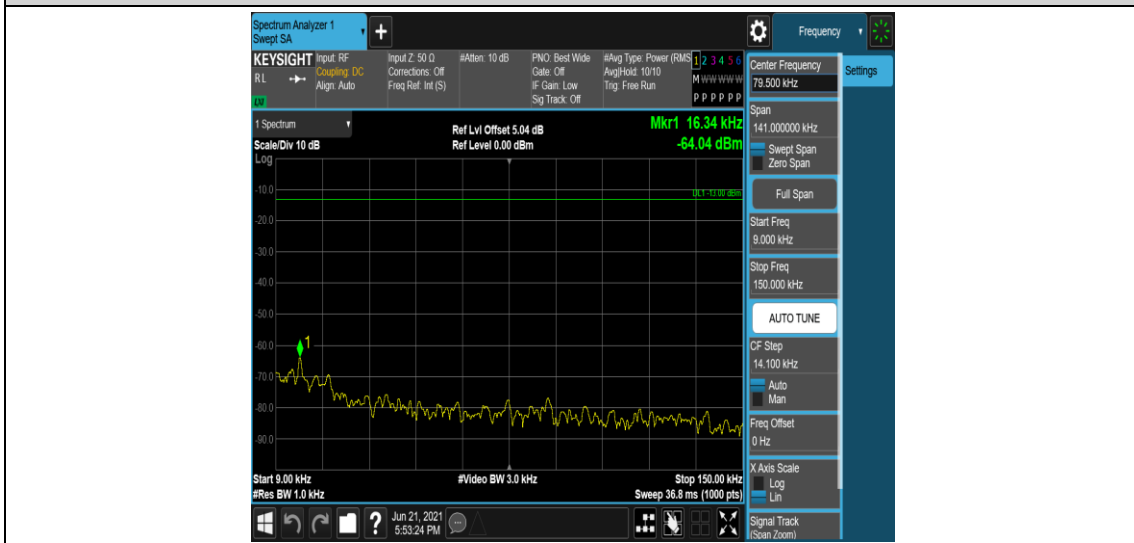 Spectrum Analyzer 1
Swept SA
+
Frequency
KEYSIGHT
RL
LXI
Input: RF
Coupling: DC
Align: Auto
Input Z: 50 Ω
Corrections: Off
Freq Ref: Int (S)
#Atten: 10 dB
PNO: Best Wide
Gate: Off
IF Gain: Low
Sig Track: Off
#Avg Type: Power (RMS
Avg|Hold: 10/10
Trig: Free Run
1 2 3 4 5 6
M W W W W W
P P P P P P
Settings
1 Spectrum
Scale/Div 10 dB
Log
Ref Lvl Offset 5.04 dB
Ref Level 0.00 dBm
Mkr1 16.34 kHz
-64.04 dBm
DL1 -13.00 dBm
-10.0
-20.0
-30.0
-40.0
-50.0
-60.0
-70.0
-80.0
-90.0
1
Start 9.00 kHz
#Res BW 1.0 kHz
#Video BW 3.0 kHz
Stop 150.00 kHz
Sweep 36.8 ms (1000 pts)
Center Frequency
79.500 kHz
Span
141.000000 kHz
Swept Span
Zero Span
Full Span
Start Freq
9.000 kHz
Stop Freq
150.000 kHz
AUTO TUNE
CF Step
14.100 kHz
Auto
Man
Freq Offset
0 Hz
X Axis Scale
Log
Lin
Signal Track
(Span Zoom)
?
Jun 21, 2021
5:53:24 PM